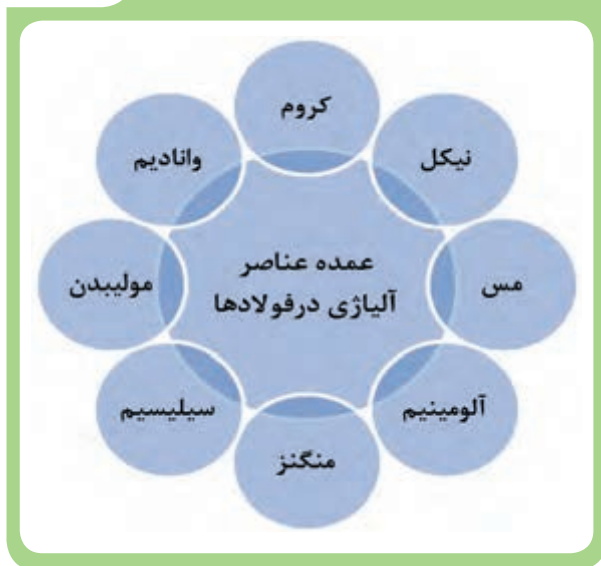 عمده عناصر
آلیاژی درفولادها
کروم
نیکل
مس
آلومینیم
منگنز
سیلیسیم
مولیبدن
وانادیم